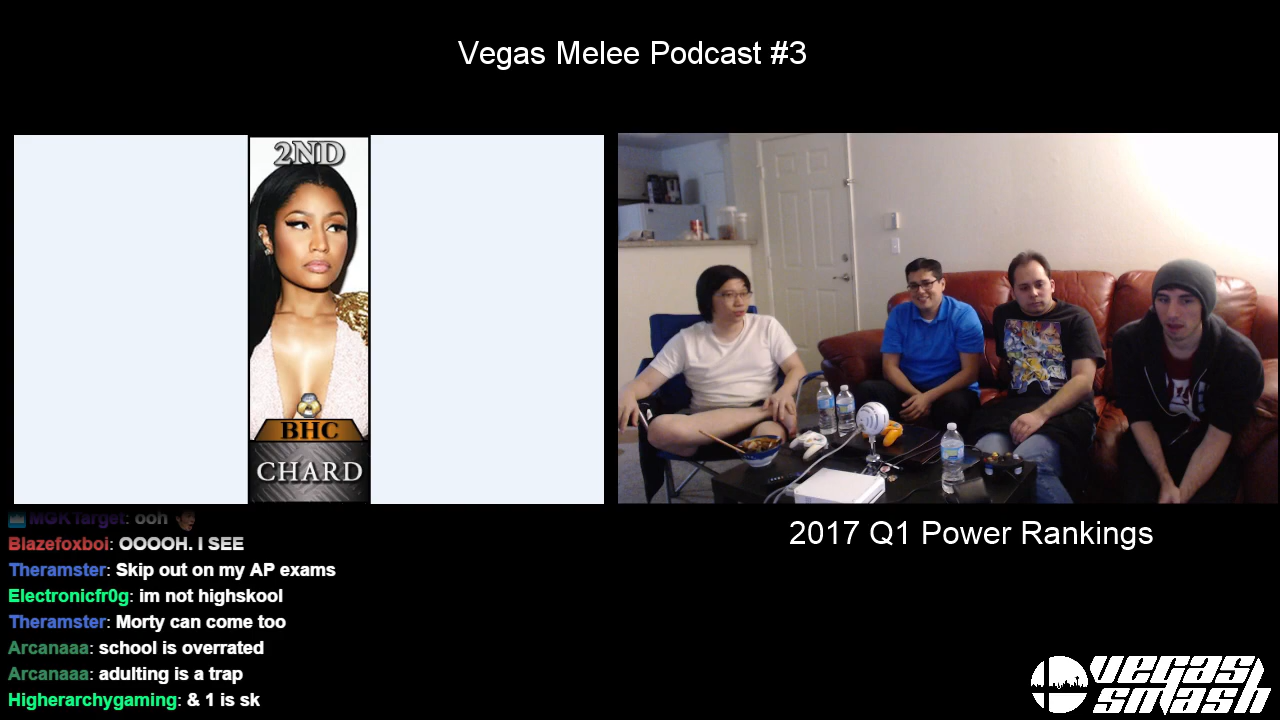 Vegas Melee Podcast #3
2ND
BHC
CHARD
MGKTarget: ooh
Blazefoxboi: OOOOH. I SEE
Theramster: Skip out on my AP exams
Electronicfr0g: im not highskool
Theramster: Morty can come too
Arcanaaa: school is overrated
Arcanaaa: adulting is a trap
Higherarchygaming: & 1 is sk
2017 Q1 Power Rankings
vegas
smash